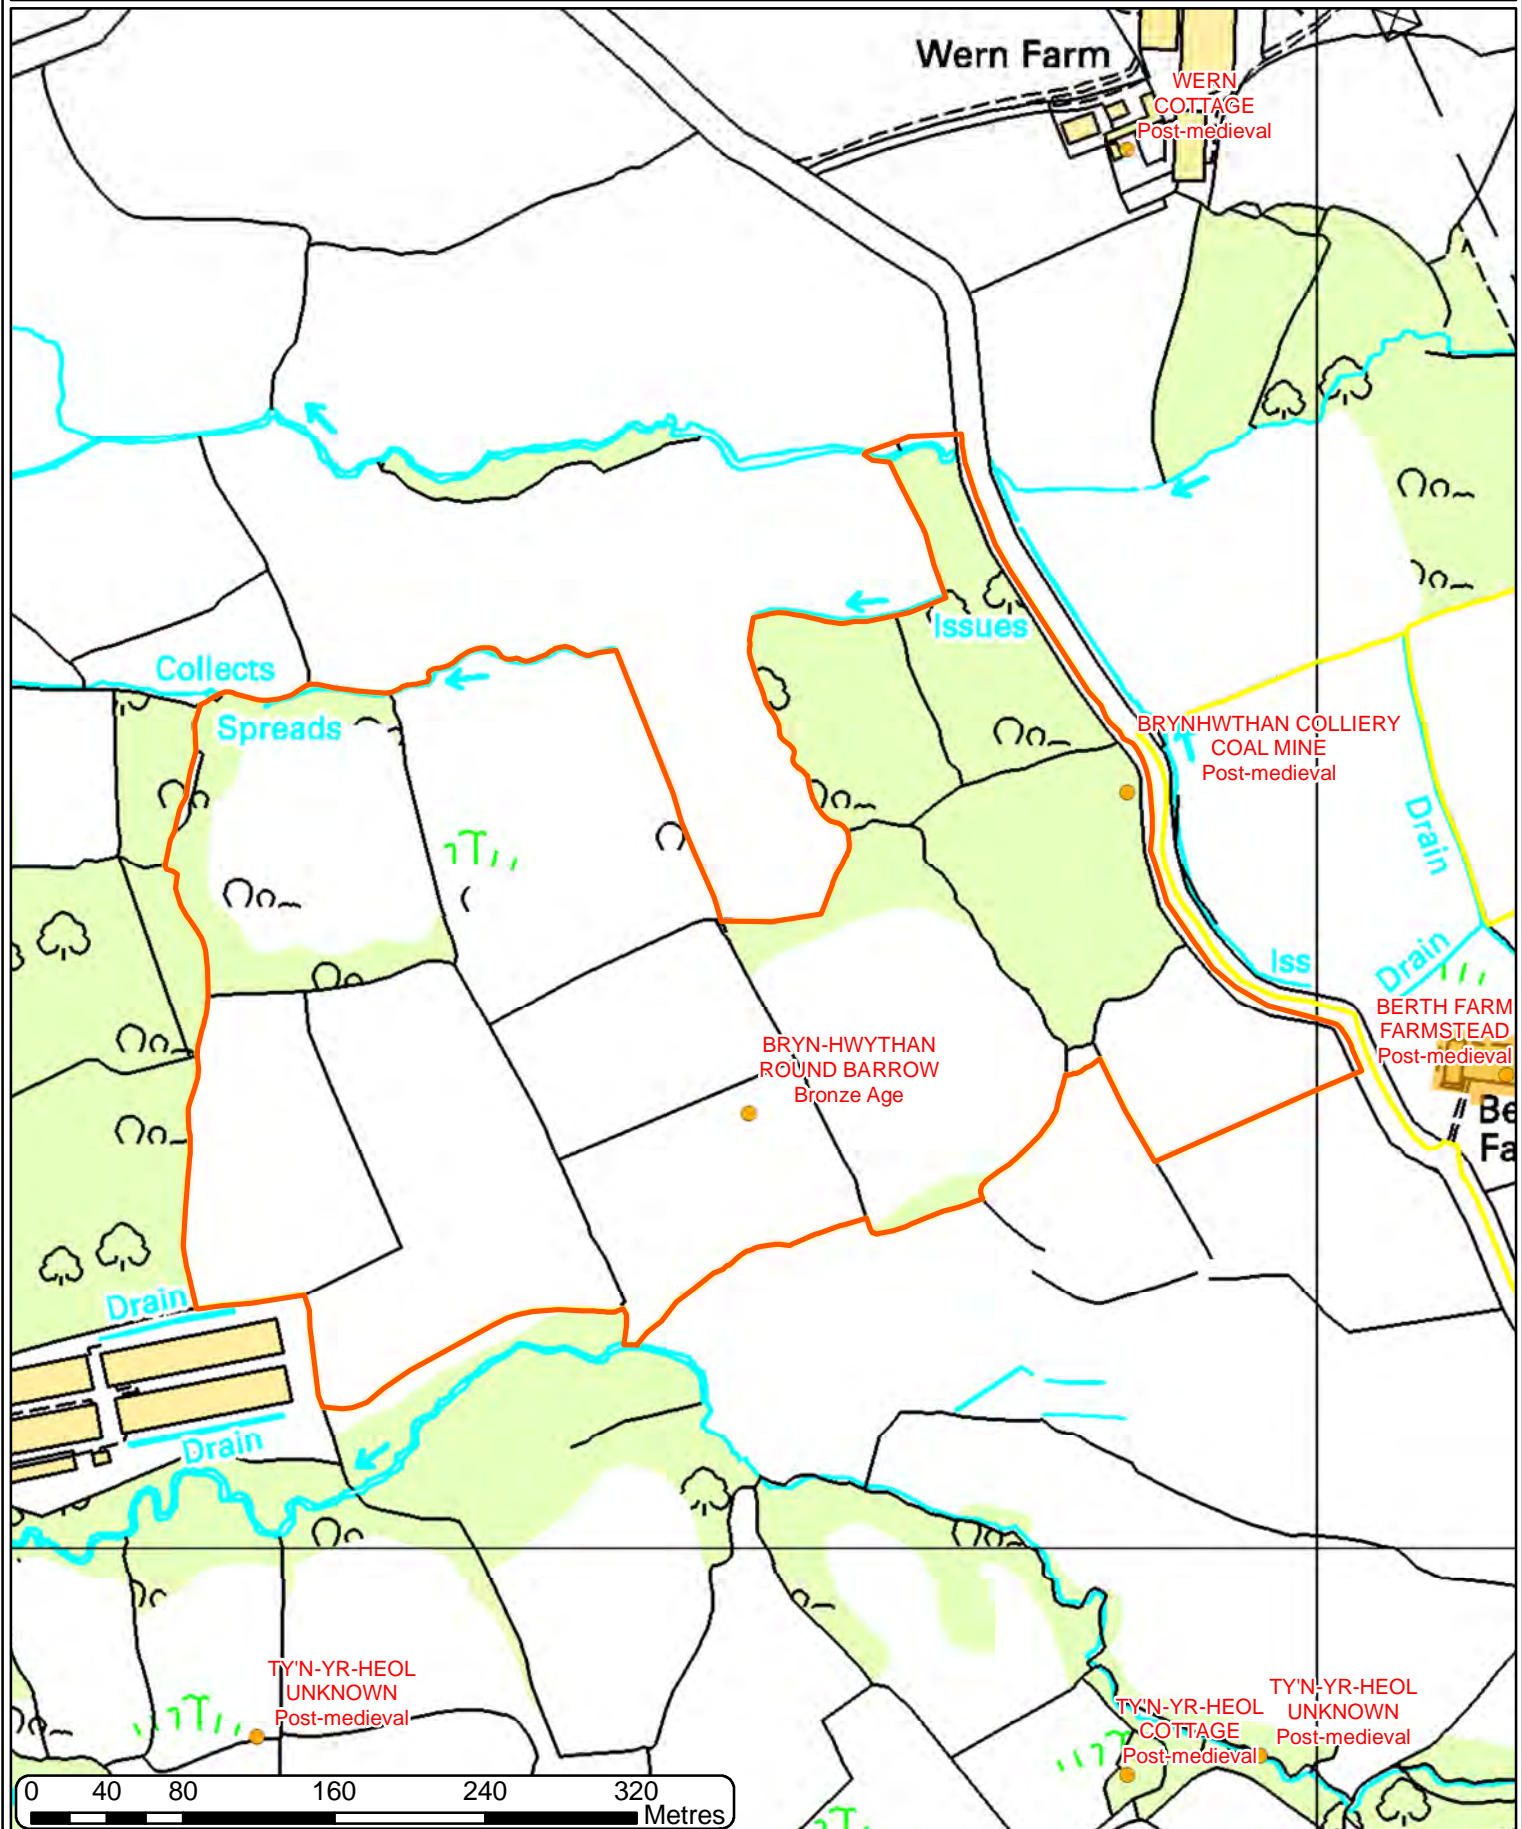 Wern Farm
WERN
COTTAGE
Post-medieval
Issues
Collects
Spreads
BRYNHWTHAN COLLIERY
COAL MINE
Post-medieval
Drain
Drain
Iss
BERTH FARM
FARMSTEAD
Post-medieval
Be
Fa
BRYN-HWYTHAN
ROUND BARROW
Bronze Age
Drain
Drain
TY'N-YR-HEOL
UNKNOWN
Post-medieval
TY'N-YR-HEOL
COTTAGE
Post-medieval
TY'N-YR-HEOL
UNKNOWN
Post-medieval
0 40 80 160 240 320
Metres